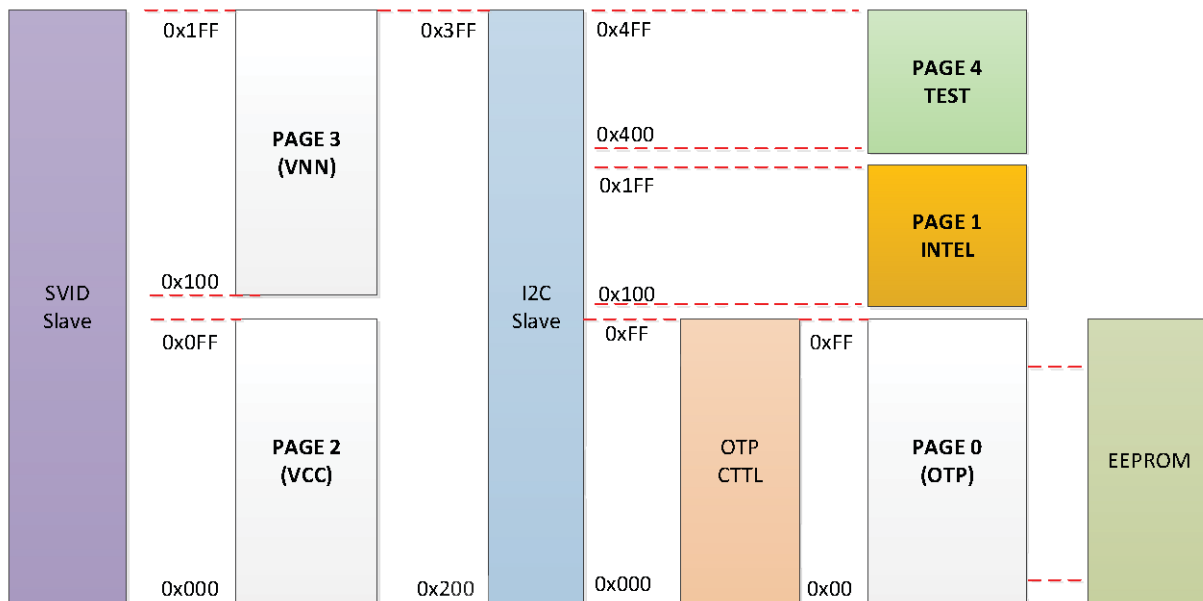 0x1FF
0x3FF
0x4FF
PAGE 4
TEST
PAGE 3
(VNN)
0x400
0x1FF
PAGE 1
INTEL
0x100
SVID
Slave
I2C
Slave
0x100
0x0FF
0xFF
0xFF
PAGE 2
(VCC)
OTP
CTTL
PAGE 0
(OTP)
EEPROM
0x000
0x200
0x000
0x00